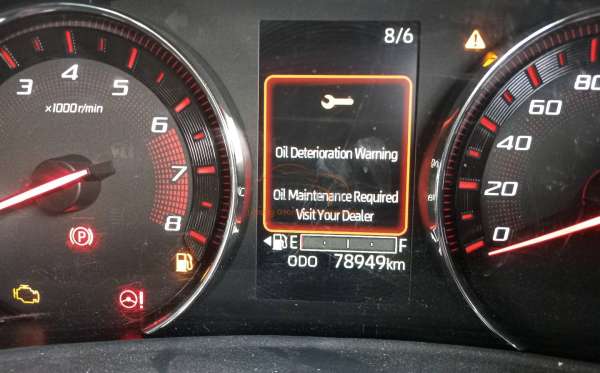 8/6
3
4
5
×1000r/min
6
7
8
Oil Deterioration Warning
Oil Maintenance Required
Visit Your Dealer
E
F
ODO 78949km
80
60
40
20
0
P
!